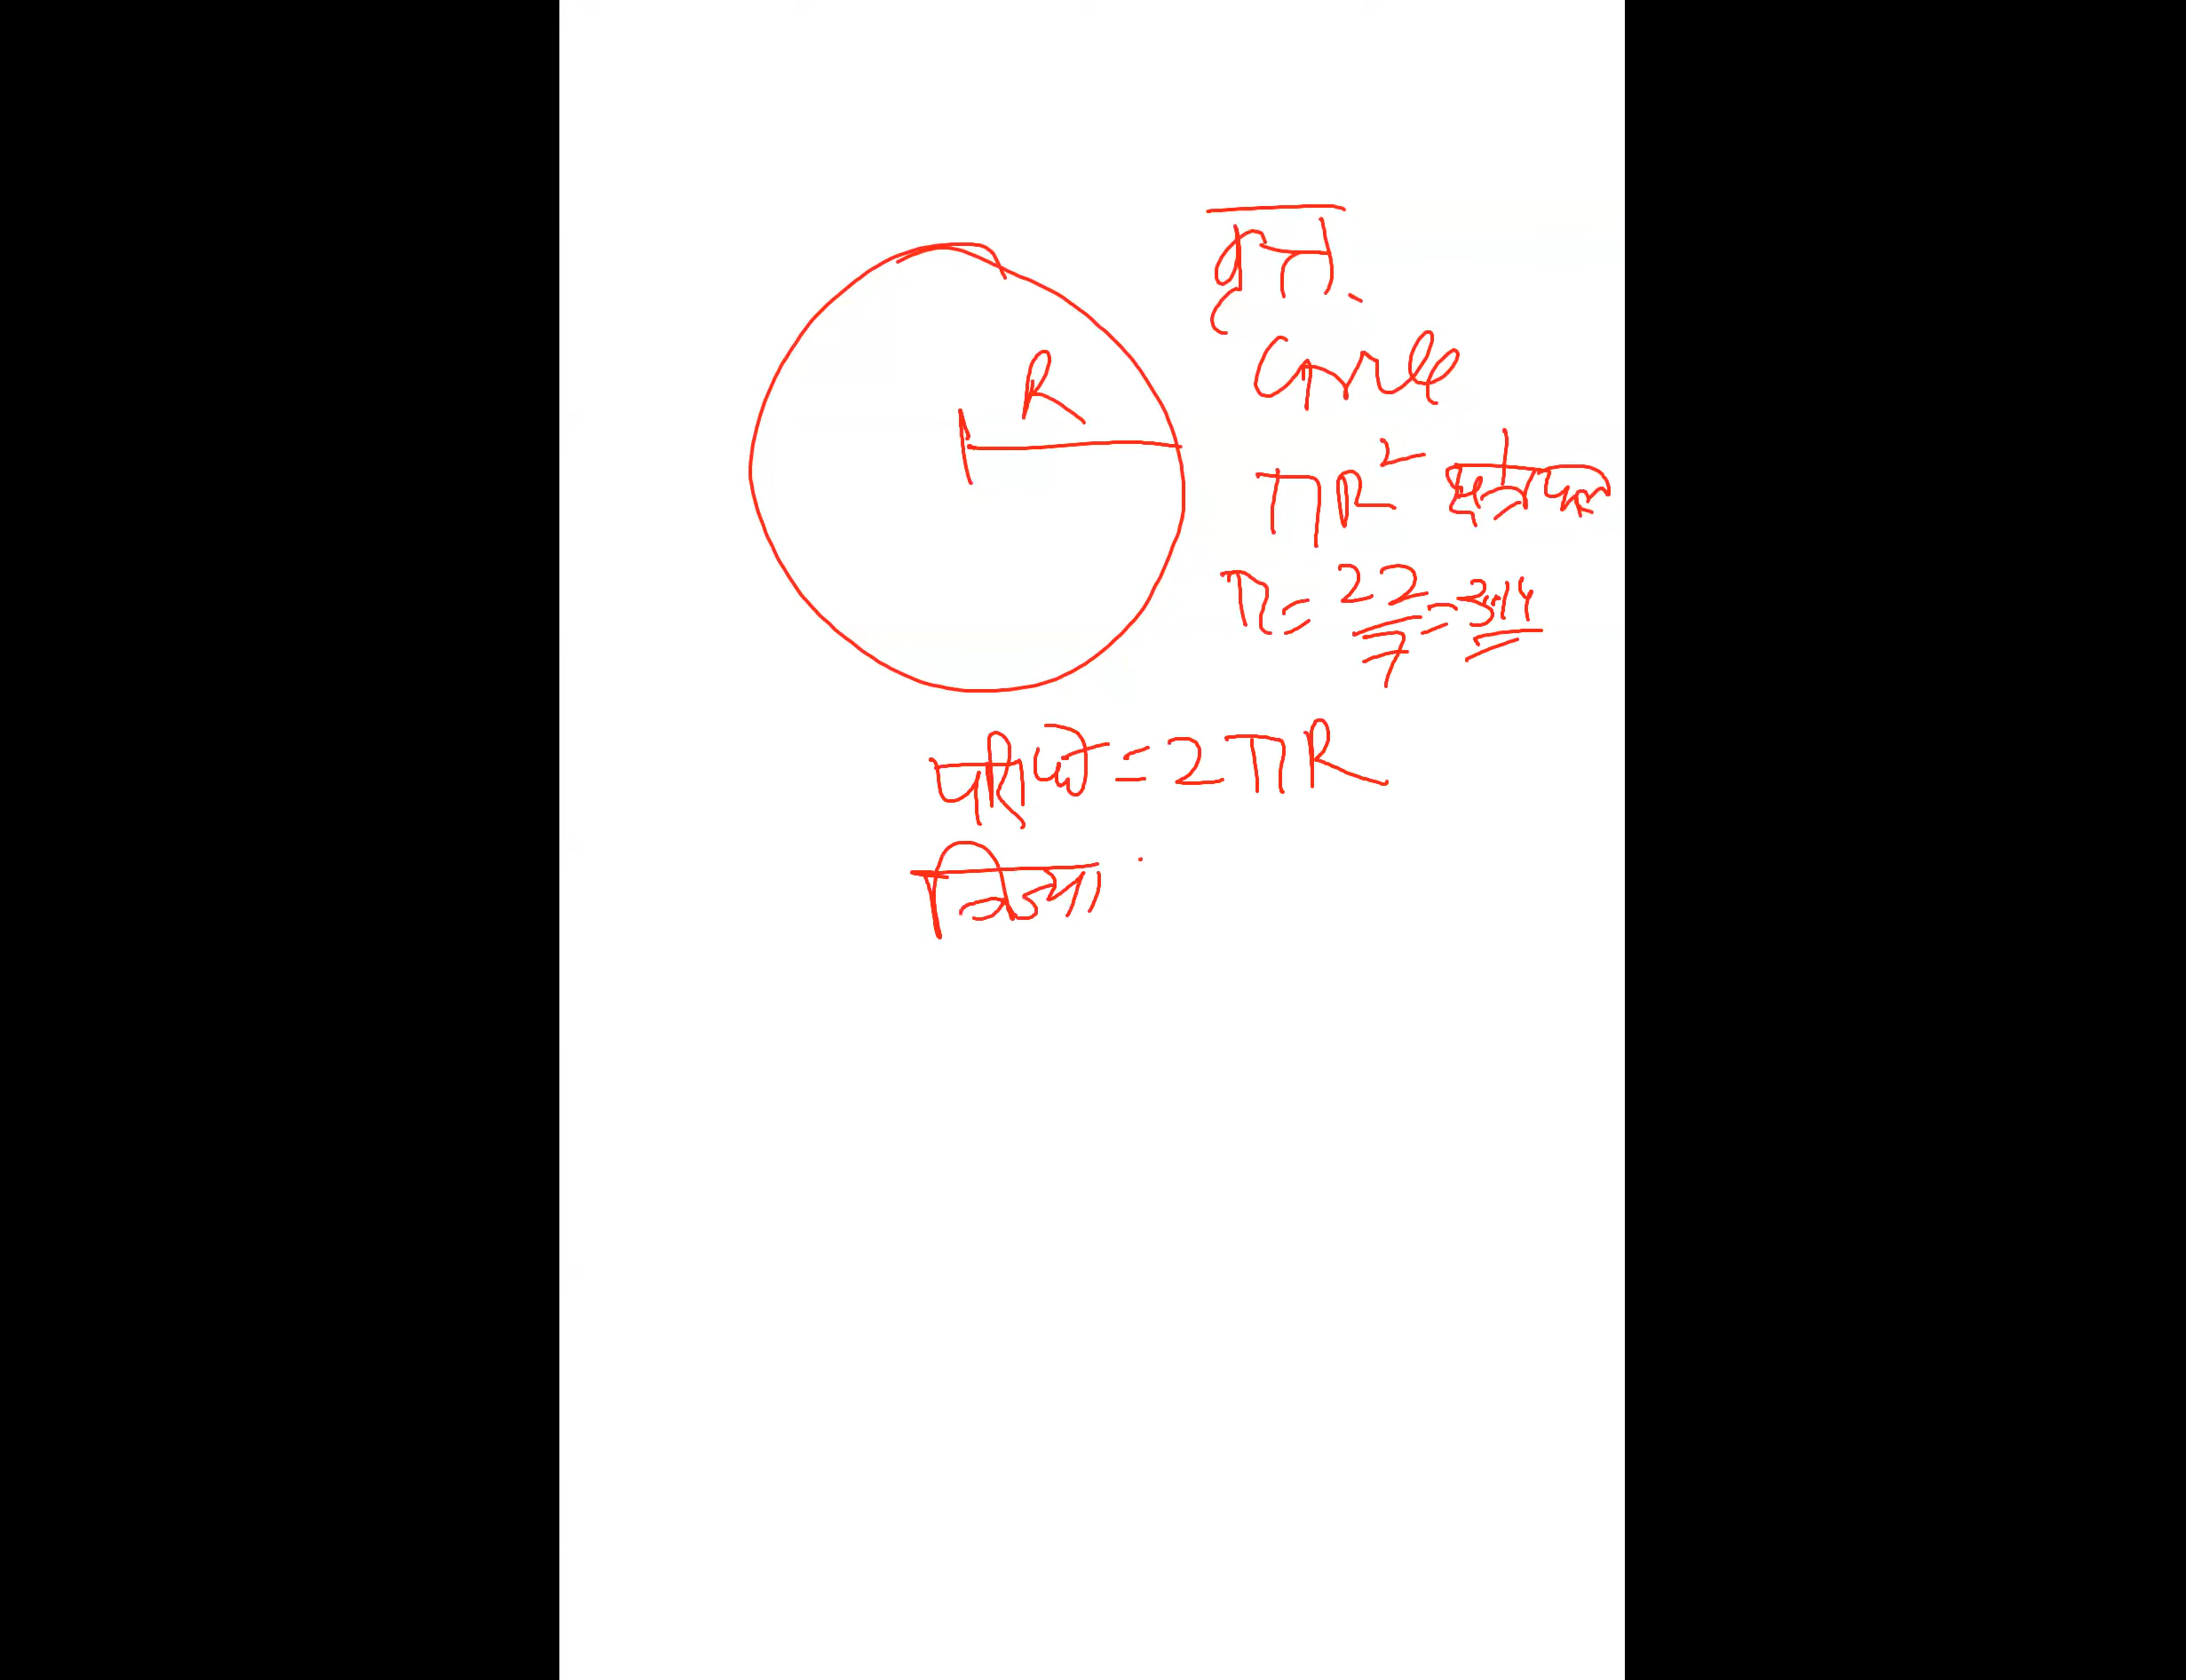 वृत्त
Circle
R
πR² क्षेत्रफल
π = 22/7 = 3.14
परिधि = 2πR
त्रिज्या